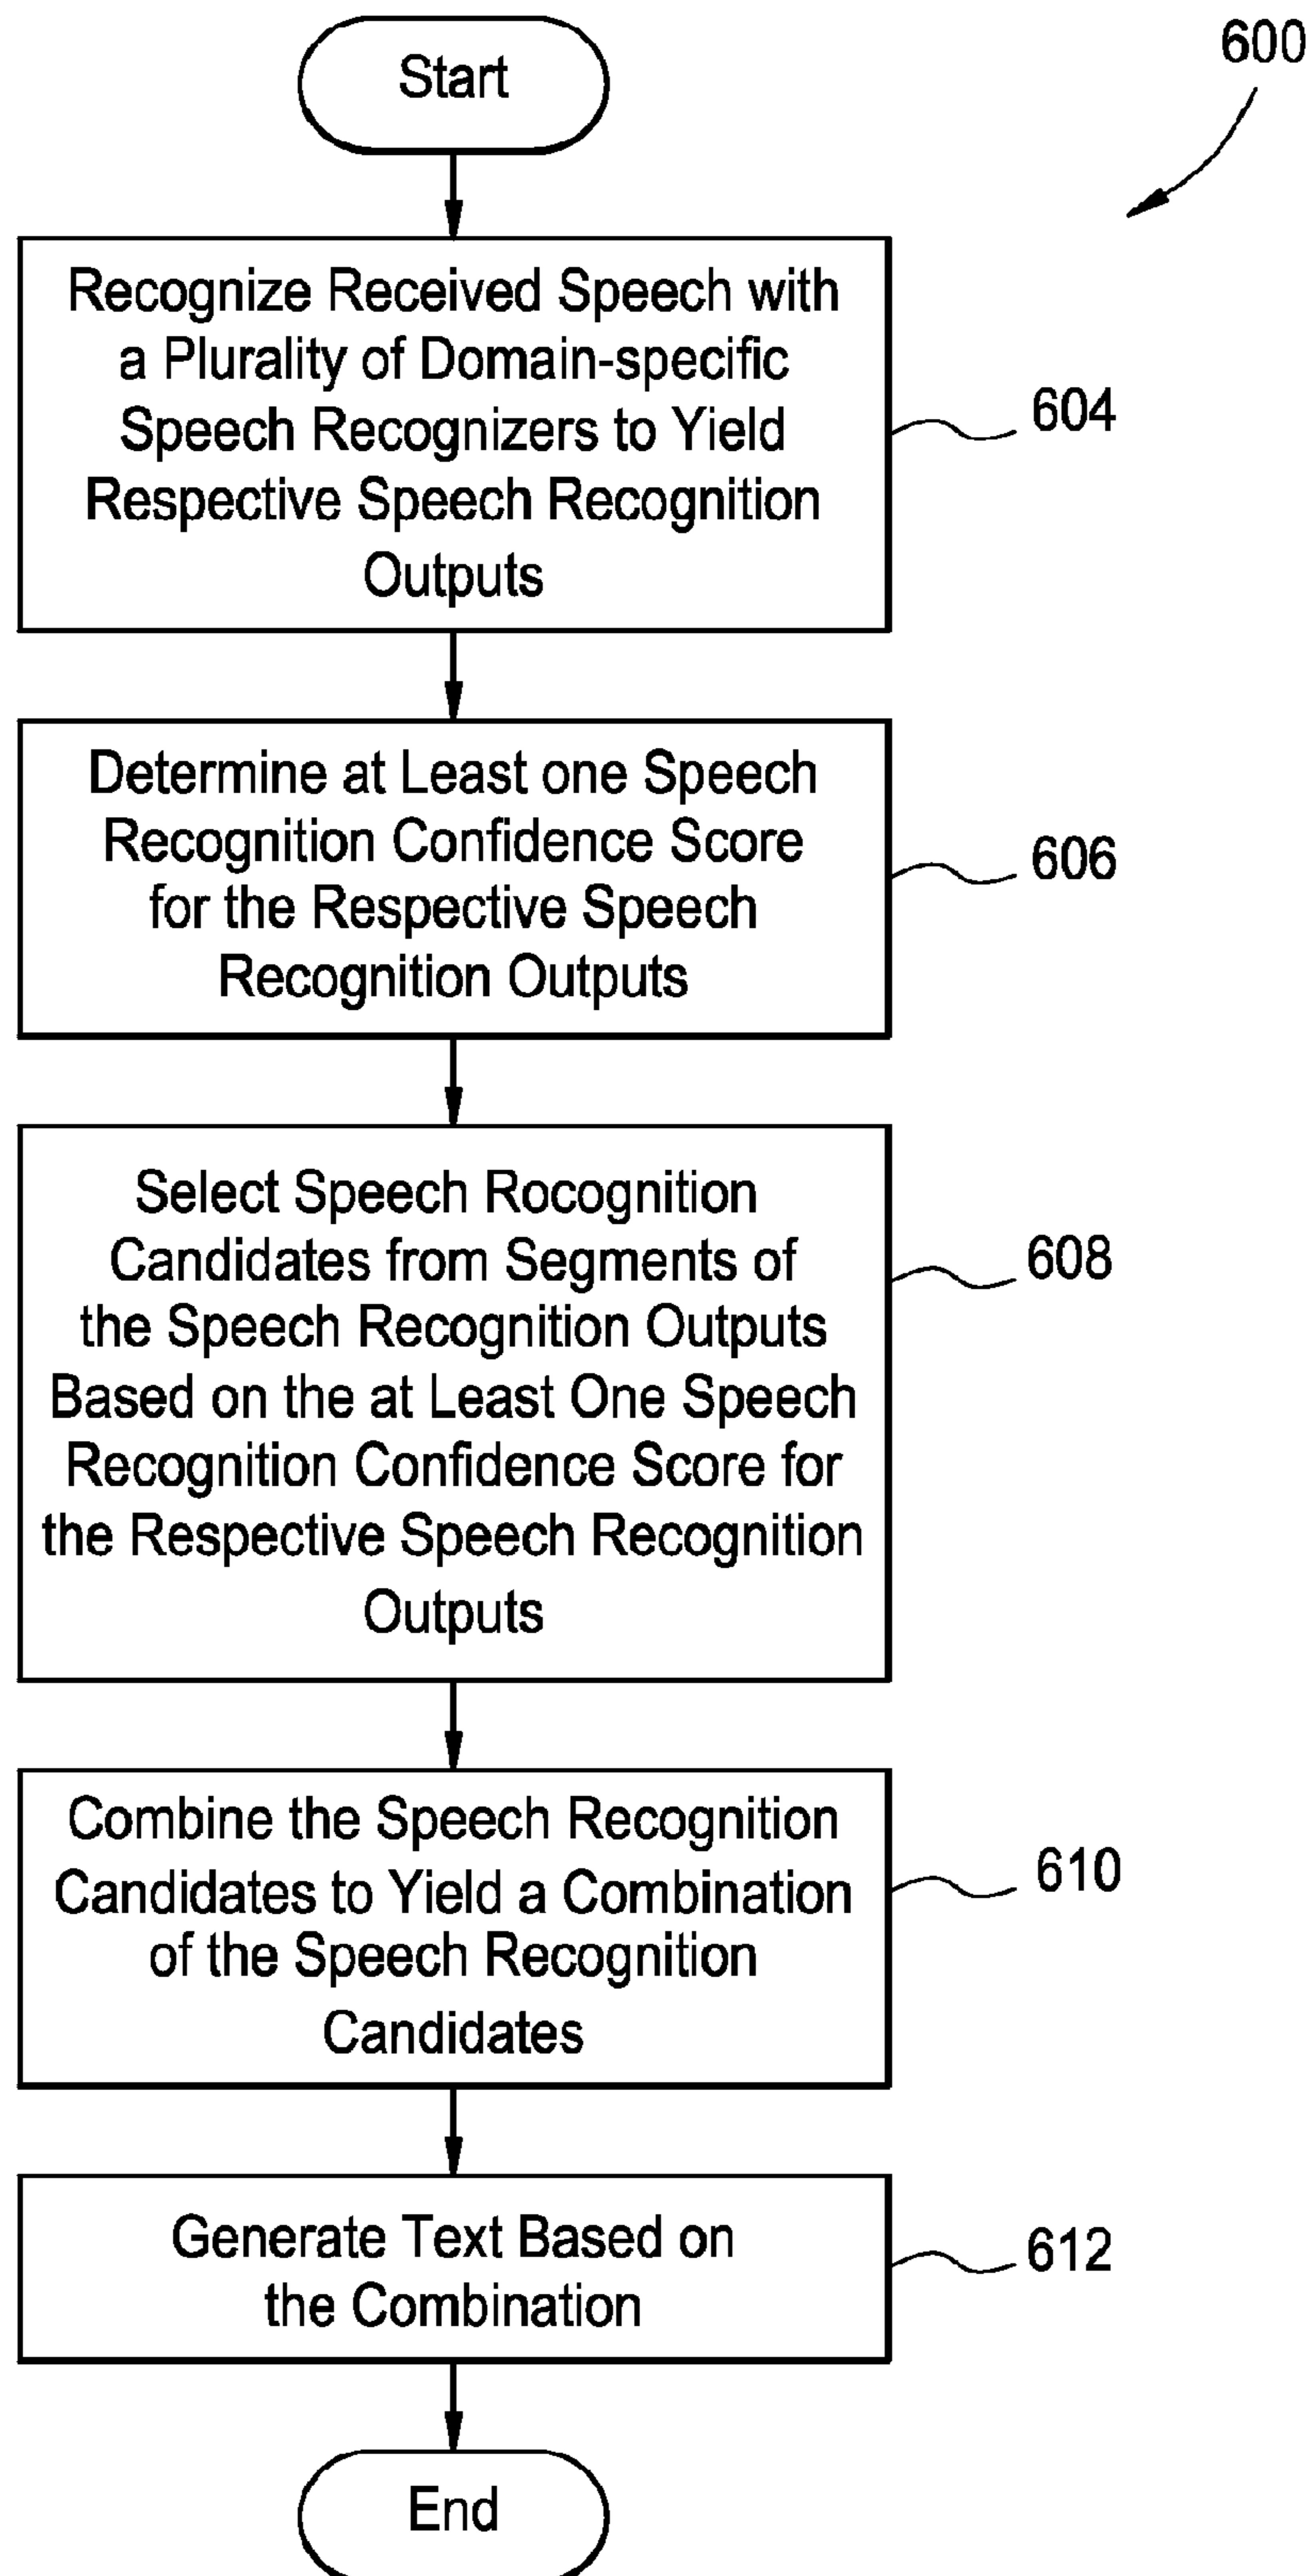 Start
600
Recognize Received Speech with
a Plurality of Domain-specific
Speech Recognizers to Yield
Respective Speech Recognition
Outputs
604
Determine at Least one Speech
Recognition Confidence Score
for the Respective Speech
Recognition Outputs
606
Select Speech Rocognition
Candidates from Segments of
the Speech Recognition Outputs
Based on the at Least One Speech
Recognition Confidence Score for
the Respective Speech Recognition
Outputs
608
Combine the Speech Recognition
Candidates to Yield a Combination
of the Speech Recognition
Candidates
610
Generate Text Based on
the Combination
612
End